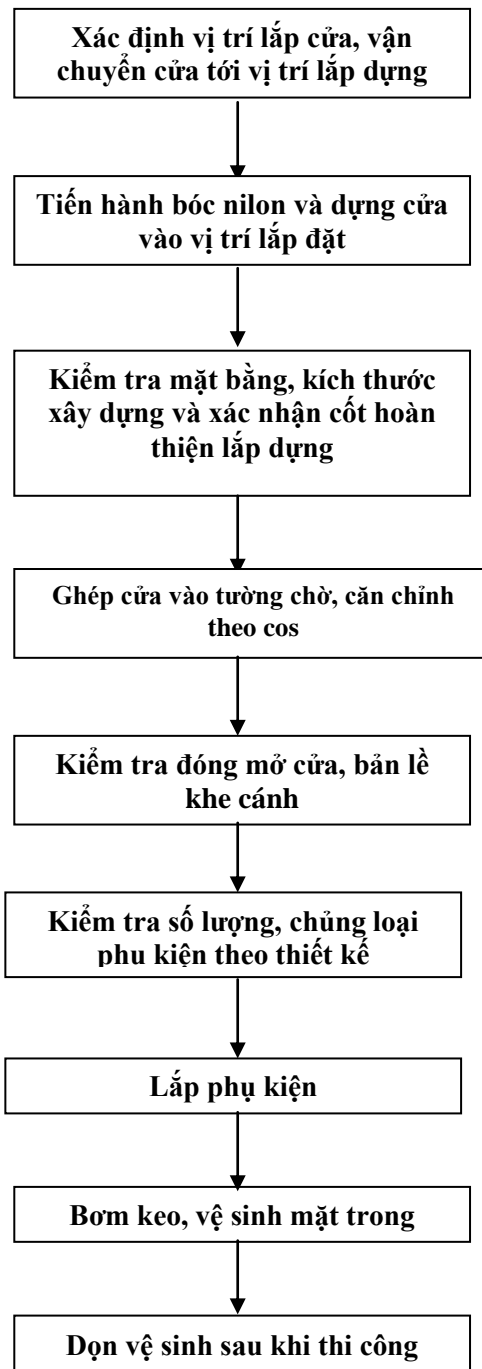 Xác định vị trí lắp cửa, vận
chuyển cửa tới vị trí lắp dựng
Tiến hành bóc nilon và dựng cửa
vào vị trí lắp đặt
Kiểm tra mặt bằng, kích thước
xây dựng và xác nhận cốt hoàn
thiện lắp dựng
Ghép cửa vào tường chờ, căn chỉnh
theo cos
Kiểm tra đóng mở cửa, bản lề
khe cánh
Kiểm tra số lượng, chủng loại
phụ kiện theo thiết kế
Lắp phụ kiện
Bơm keo, vệ sinh mặt trong
Dọn vệ sinh sau khi thi công